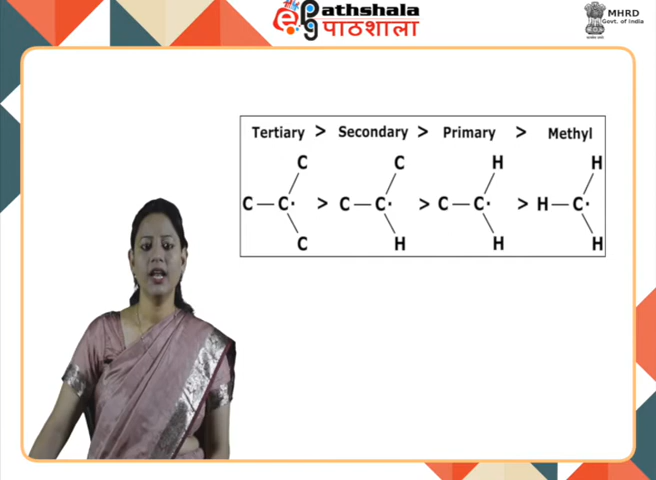 ePathshala
पाठशाला
MHRD
Govt. of India
Tertiary > Secondary > Primary > Methyl
C C H H
C — C· > C — C· > C — C· > H — C·
C H H H